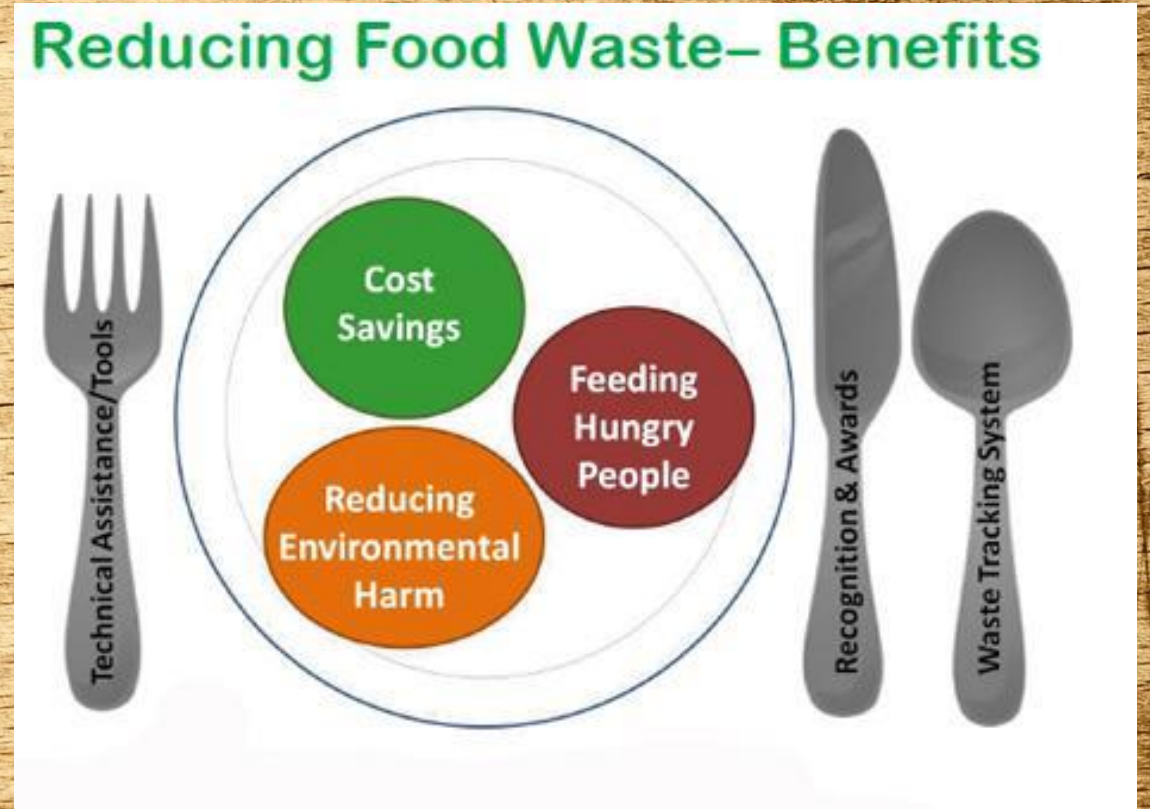 Reducing Food Waste– Benefits
Technical Assistance/Tools
Cost
Savings
Feeding
Hungry
People
Reducing
Environmental
Harm
Recognition & Awards
Waste Tracking System